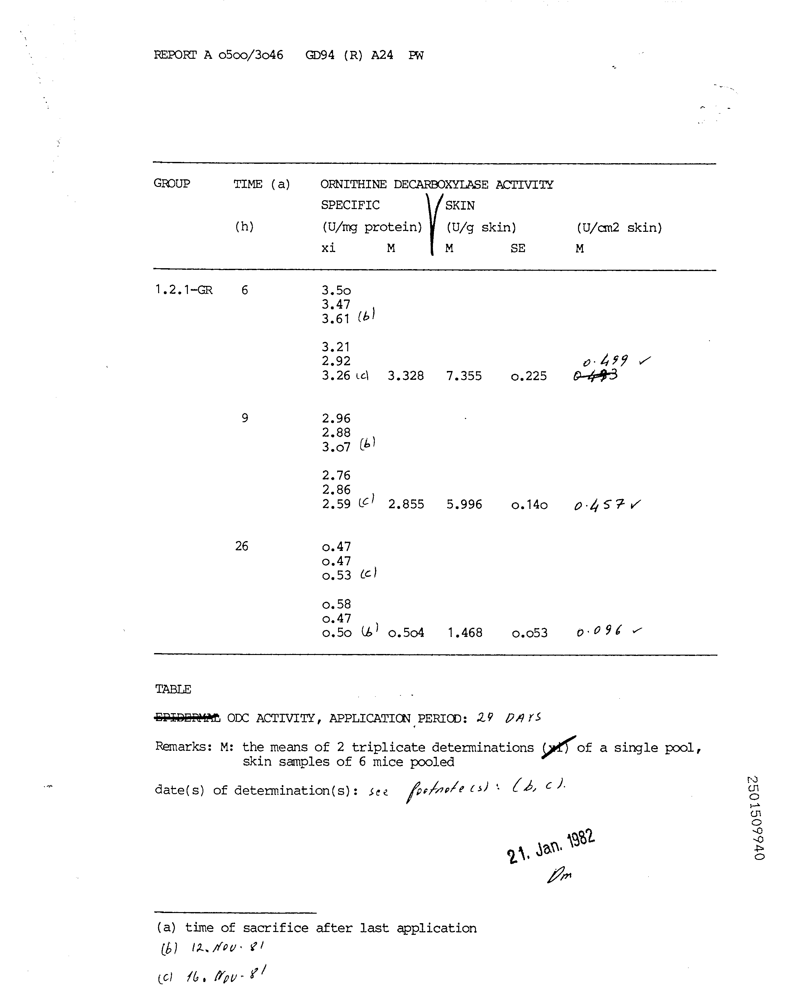 REPORT A o5oo/3o46 GD94 (R) A24 PW
GROUP TIME (a) ORNITHINE DECARBOXYLASE ACTIVITY
SPECIFIC SKIN
(h) (U/mg protein) (U/g skin) (U/cm2 skin)
xi M M SE M
1.2.1-GR 6 3.5o
3.47
3.61 (b)
3.21
2.92 0.499 ✓
3.26 (c) 3.328 7.355 o.225
9 2.96
2.88
3.o7 (b)
2.76
2.86
2.59 (c) 2.855 5.996 o.14o 0.457 ✓
26 o.47
o.47
o.53 (c)
o.58
o.47
o.5o (b) o.5o4 1.468 o.o53 0.096 ✓
TABLE
EPIDERMAL ODC ACTIVITY, APPLICATION PERIOD: 29 DAYS
Remarks: M: the means of 2 triplicate determinations (xi) of a single pool,
skin samples of 6 mice pooled
date(s) of determination(s): see footnote(s): (b, c).
21. Jan. 1982
Dm
(a) time of sacrifice after last application
(b) 12. Nov. 81
(c) 16. Nov. 81
2501509940